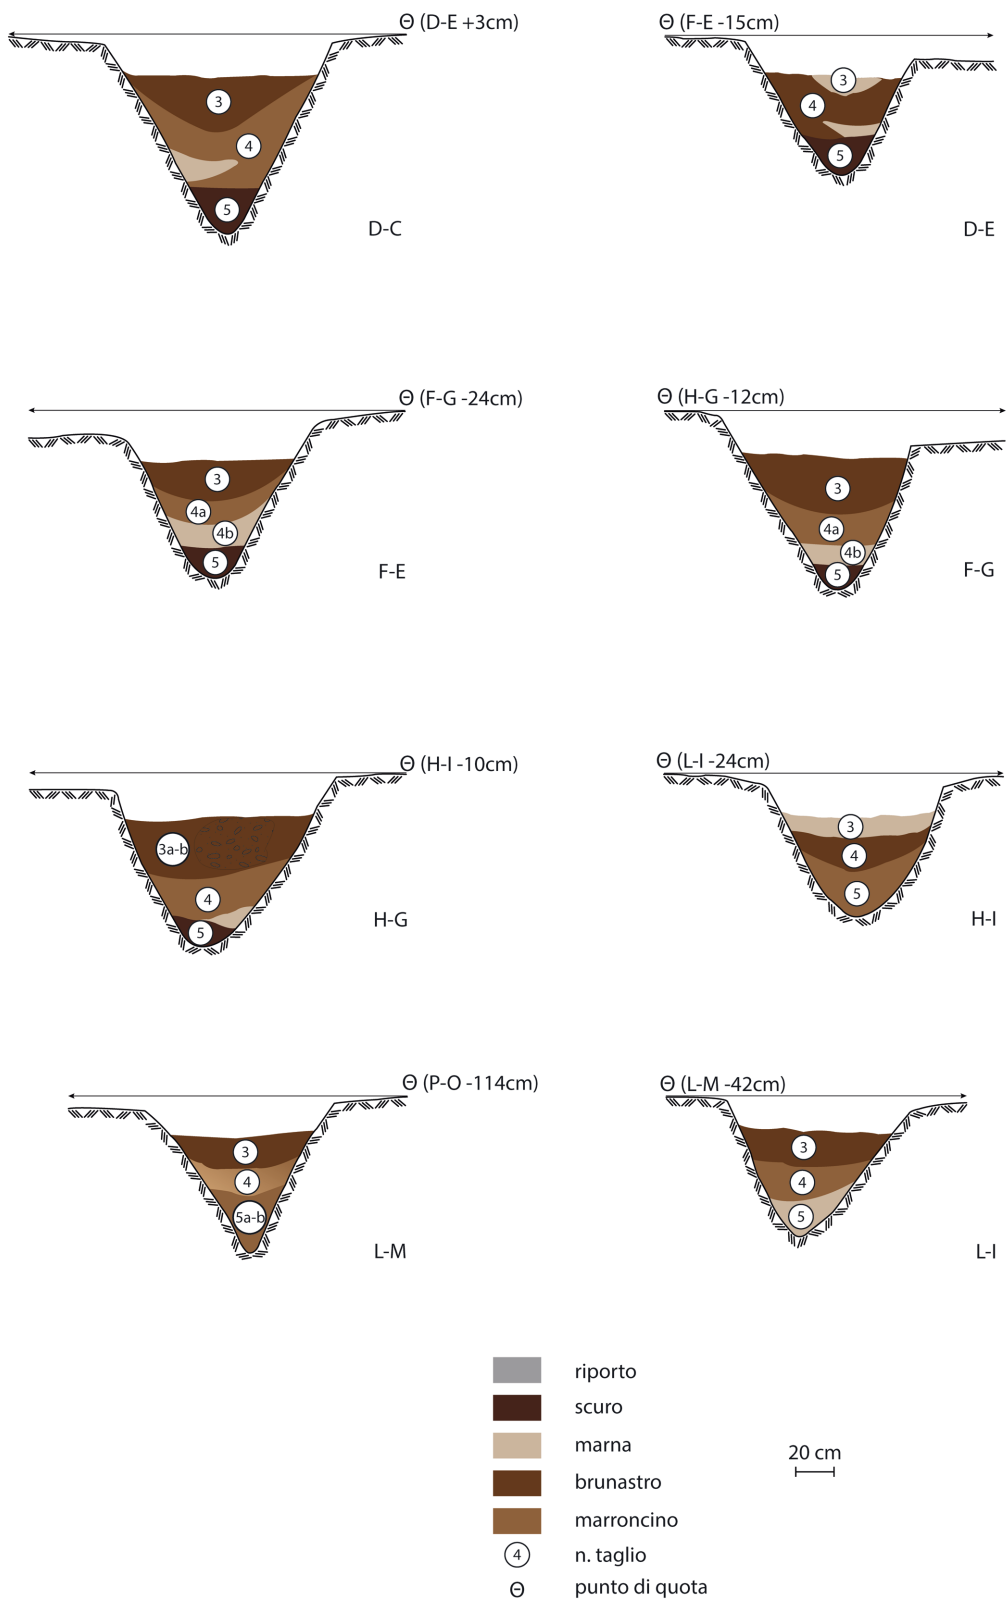 Θ (D-E +3cm)
3
4
5
D-C
Θ (F-E -15cm)
3
4
5
D-E
Θ (F-G -24cm)
3
4a
4b
5
F-E
Θ (H-G -12cm)
3
4a
4b
5
F-G
Θ (H-I -10cm)
3a-b
4
5
H-G
Θ (L-I -24cm)
3
4
5
H-I
Θ (P-O -114cm)
3
4
5a-b
L-M
Θ (L-M -42cm)
3
4
5
L-I
riporto
scuro
marna
brunastro
marroncino
4 n. taglio
Θ punto di quota
20 cm